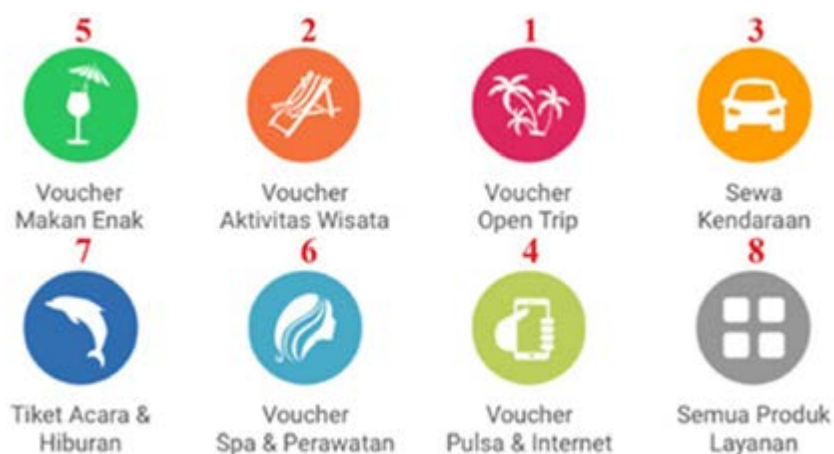 5 2 1 3
Voucher Voucher Voucher Sewa
Makan Enak Aktivitas Wisata Open Trip Kendaraan
7 6 4 8
Tiket Acara & Voucher Voucher Semua Produk
Hiburan Spa & Perawatan Pulsa & Internet Layanan